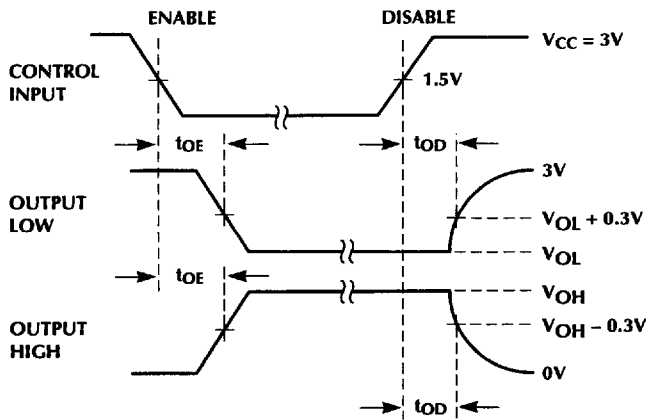 ENABLE DISABLE
VCC = 3V
CONTROL
INPUT
1.5V
tOE tOD
3V
OUTPUT
LOW
VOL + 0.3V
VOL
tOE
VOH
OUTPUT
HIGH
VOH – 0.3V
0V
tOD